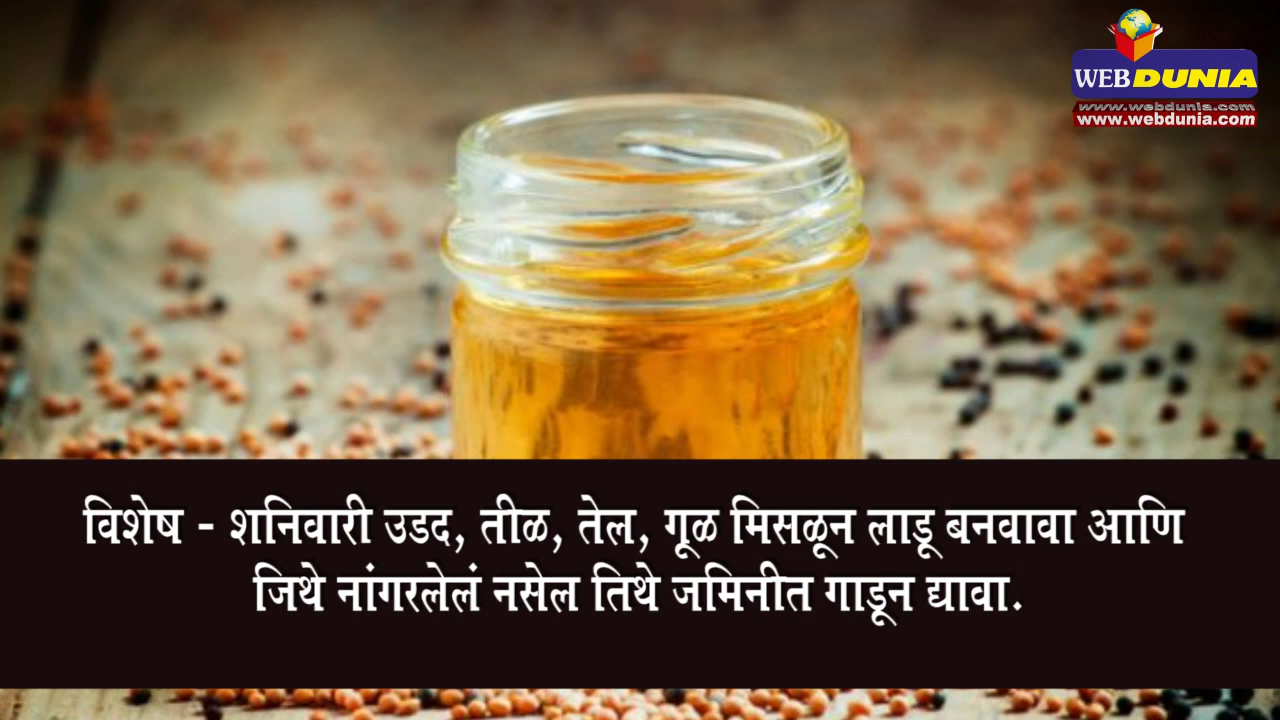 WEBDUNIA
www.webdunia.com
www.webdunia.com
विशेष - शनिवारी उडद, तीळ, तेल, गूळ मिसळून लाडू बनवावा आणि
जिथे नांगरलेलं नसेल तिथे जमिनीत गाडून द्यावा.